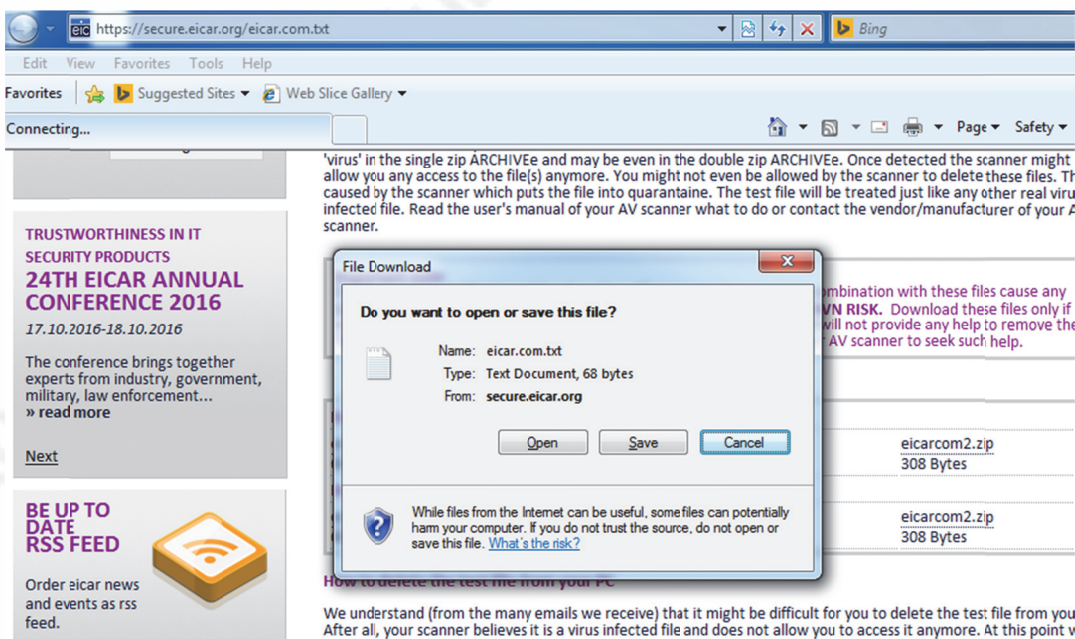 eic https://secure.eicar.org/eicar.com.txt
Bing
Edit View Favorites Tools Help
Favorites Suggested Sites Web Slice Gallery
Connecting...
Page Safety
'virus' in the single zip ARCHIVEe and may be even in the double zip ARCHIVEe. Once detected the scanner might
allow you any access to the file(s) anymore. You might not even be allowed by the scanner to delete these files. Th
caused by the scanner which puts the file into quarantaine. The test file will be treated just like any other real viru
infected file. Read the user's manual of your AV scanner what to do or contact the vendor/manufacturer of your A
scanner.
TRUSTWORTHINESS IN IT
SECURITY PRODUCTS
24TH EICAR ANNUAL
CONFERENCE 2016
17.10.2016-18.10.2016
The conference brings together
experts from industry, government,
military, law enforcement...
» read more
Next
BE UP TO
DATE
RSS FEED
Order eicar news
and events as rss
feed.
File Download
Do you want to open or save this file?
Name: eicar.com.txt
Type: Text Document, 68 bytes
From: secure.eicar.org
Open Save Cancel
While files from the Internet can be useful, some files can potentially
harm your computer. If you do not trust the source, do not open or
save this file. What's the risk?
ombination with these files cause any
VN RISK. Download these files only if
will not provide any help to remove the
AV scanner to seek such help.
eicarcom2.zip
308 Bytes
eicarcom2.zip
308 Bytes
How to delete the test file from your PC
We understand (from the many emails we receive) that it might be difficult for you to delete the test file from you
After all, your scanner believes it is a virus infected file and does not allow you to access it anymore. At this point w